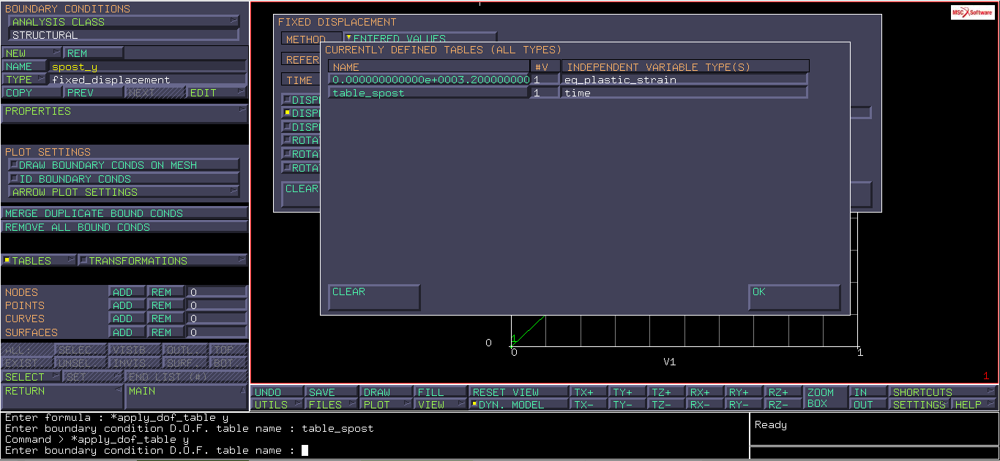 BOUNDARY CONDITIONS
ANALYSIS CLASS
STRUCTURAL
NEW REM
NAME spost_y
TYPE fixed_displacement
COPY PREV NEXT EDIT
PROPERTIES
PLOT SETTINGS
DRAW BOUNDARY CONDS ON MESH
ID BOUNDARY CONDS
ARROW PLOT SETTINGS
MERGE DUPLICATE BOUND CONDS
REMOVE ALL BOUND CONDS
TABLES TRANSFORMATIONS
NODES ADD REM 0
POINTS ADD REM 0
CURVES ADD REM 0
SURFACES ADD REM 0
ALL: SELEC. VISIB. OUTL. TOP
EXIST. UNSEL. INVIS. SURF. BOT.
SELECT SET END LIST (#)
RETURN MAIN
MSC Software
FIXED DISPLACEMENT
METHOD ENTERED VALUES
REFER
TIME
DISPL
DISPL
DISPL
ROTA
ROTA
ROTA
CLEAR
CURRENTLY DEFINED TABLES (ALL TYPES)
NAME #V INDEPENDENT VARIABLE TYPE(S)
0.000000000000e+0003.200000000 1 eq_plastic_strain
table_spost 1 time
CLEAR OK
1
0
0 V1 1
1
UNDO SAVE DRAW FILL RESET VIEW TX+ TY+ TZ+ RX+ RY+ RZ+ ZOOM BOX IN SHORTCUTS
UTILS FILES PLOT VIEW DYN. MODEL TX- TY- TZ- RX- RY- RZ- OUT SETTINGS HELP
Enter formula : *apply_dof_table y
Enter boundary condition D.O.F. table name : table_spost
Command > *apply_dof_table y
Enter boundary condition D.O.F. table name :
Ready